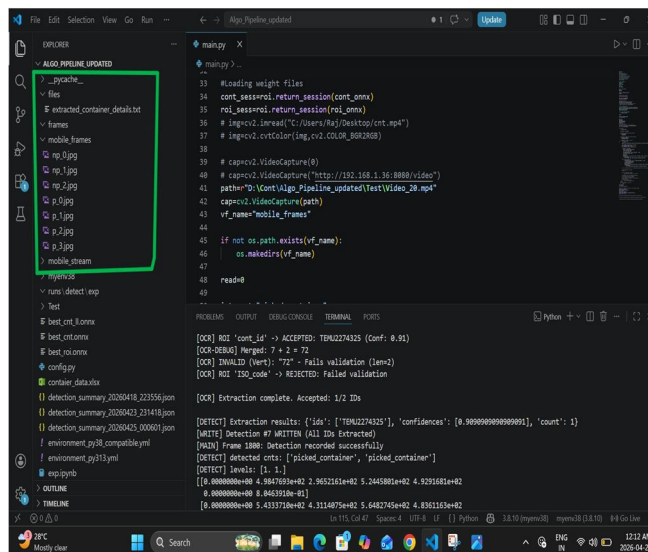 File Edit Selection View Go Run ···
Algo_Pipeline_updated
1
Update
EXPLORER
ALGO_PIPELINE_UPDATED
__pycache__
files
extracted_container_details.txt
frames
mobile_frames
np_0.jpg
np_1.jpg
np_2.jpg
p_0.jpg
p_1.jpg
p_2.jpg
p_3.jpg
mobile_stream
myenv38
runs\detect\exp
Test
best_cnt_II.onnx
best_cnt.onnx
best_roi.onnx
config.py
contaier_data.xlsx
detection_summary_20260418_223556.json
detection_summary_20260423_231418.json
detection_summary_20260425_000601.json
environment_py38_compatible.yml
environment_py313.yml
exp.ipynb
OUTLINE
TIMELINE
main.py X
main.py > ...
33 #Loading weight files
34 cont_sess=roi.return_session(cont_onnx)
35 roi_sess=roi.return_session(roi_onnx)
36 # img=cv2.imread("C:/Users/Raj/Desktop/cnt.mp4")
37 # img=cv2.cvtColor(img,cv2.COLOR_BGR2RGB)
38
39 # cap=cv2.VideoCapture(0)
40 # cap=cv2.VideoCapture("http://192.168.1.36:8080/video")
41 path=r"D:\Cont\Algo_Pipeline_updated\Test\Video_20.mp4"
42 cap=cv2.VideoCapture(path)
43 vf_name="mobile_frames"
44
45 if not os.path.exists(vf_name):
46 os.makedirs(vf_name)
47
48 read=0
49
PROBLEMS OUTPUT DEBUG CONSOLE TERMINAL PORTS
Python
[OCR] ROI 'cont_id' -> ACCEPTED: TEMU2274325 (Conf: 0.91)
[OCR-DEBUG] Merged: 7 + 2 = 72
[OCR] INVALID (Vert): "72" - Fails validation (len=2)
[OCR] ROI 'ISO_code' -> REJECTED: Failed validation
[OCR] Extraction complete. Accepted: 1/2 IDs
[DETECT] Extraction results: {'ids': ['TEMU2274325'], 'confidences': [0.9090909090909091], 'count': 1}
[WRITE] Detection #7 WRITTEN (All IDs Extracted)
[MAIN] Frame 1800: Detection recorded successfully
[DETECT] detected cnts: ['picked_container', 'picked_container']
[DETECT] levels: [1. 1.]
[[0.0000000e+00 4.9847693e+02 2.9652161e+02 5.2445801e+02 4.9291681e+02
0.0000000e+00 8.0463910e-01]
[0.0000000e+00 5.4333710e+02 4.3114075e+02 5.6482745e+02 4.8361163e+02
0 0
Ln 115, Col 47 Spaces: 4 UTF-8 LF Python 3.8.10 (myenv38) myenv38 (3.8.10) Go Live
28°C
Mostly clear
Search
ENG
IN
12:12 AM